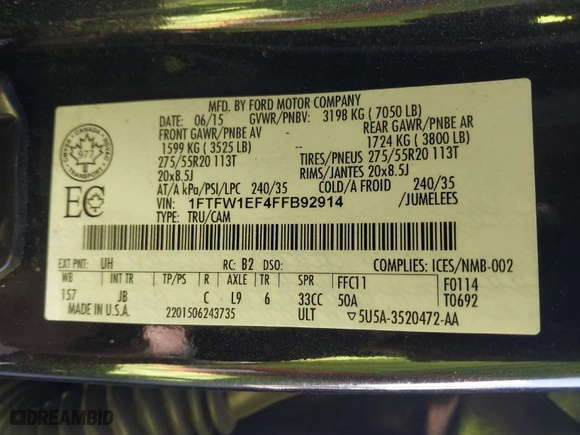 MFD. BY FORD MOTOR COMPANY
DATE: 06/15 GVWR/PNBV: 3198 KG ( 7050 LB)
FRONT GAWR/PNBE AV REAR GAWR/PNBE AR
1599 KG ( 3525 LB) 1724 KG ( 3800 LB)
275/55R20 113T TIRES/PNEUS 275/55R20 113T
20x8.5J RIMS/JANTES 20x8.5J
AT/A kPa/PSI/LPC 240/35 COLD/A FROID 240/35
VIN: 1FTFW1EF4FFB92914 /JUMELEES
TYPE: TRU/CAM
CANADA
977
TRANSPORT
EC
EXT PNT: UH RC: B2 DSO: COMPLIES: ICES/NMB-002
WB INT TR TP/PS R AXLE TR SPR FFC11 F0114
157 JB C L9 6 33CC 50A T0692
MADE IN U.S.A. 2201506243735 ULT ▽5U5A-3520472-AA
DREAMBID